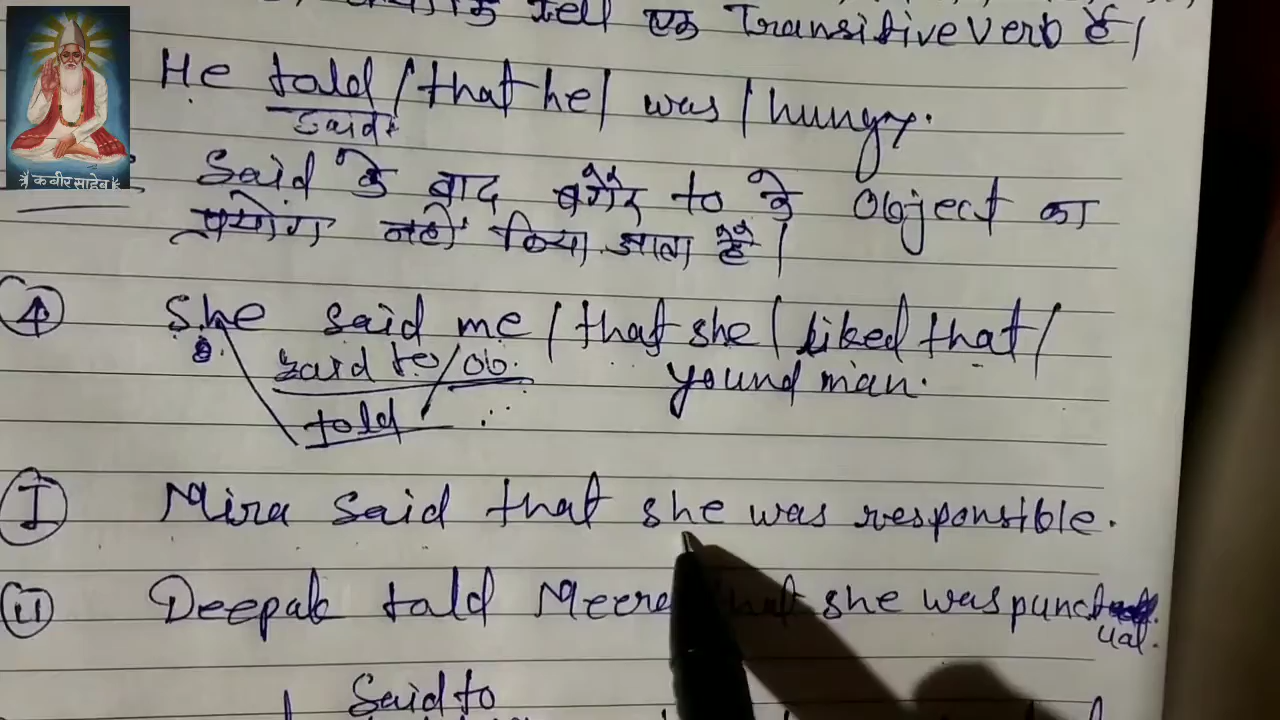 tell एक Transitive verb है।
He told / that he / was / hungry.
said
Said के बाद बगैर to के Object का
प्रयोग नहीं किया जाता है।
4 She said me / that she / liked that /
said to / ob. young man.
told
I Mira said that she was responsible.
II Deepak told Meera that she was punctual.
Said to
कबीर साहेब